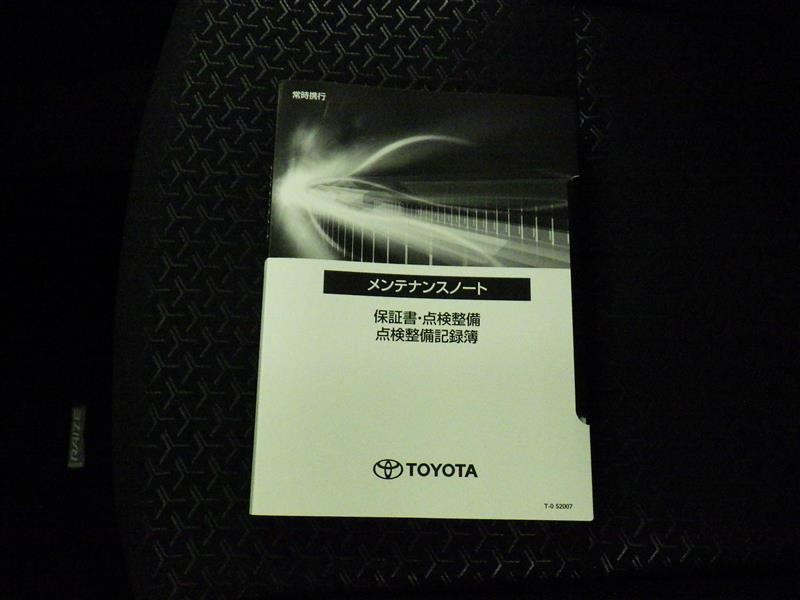 常時携行
メンテナンスノート
保証書・点検整備
点検整備記録簿
TOYOTA
T-0 52007
RAIZE